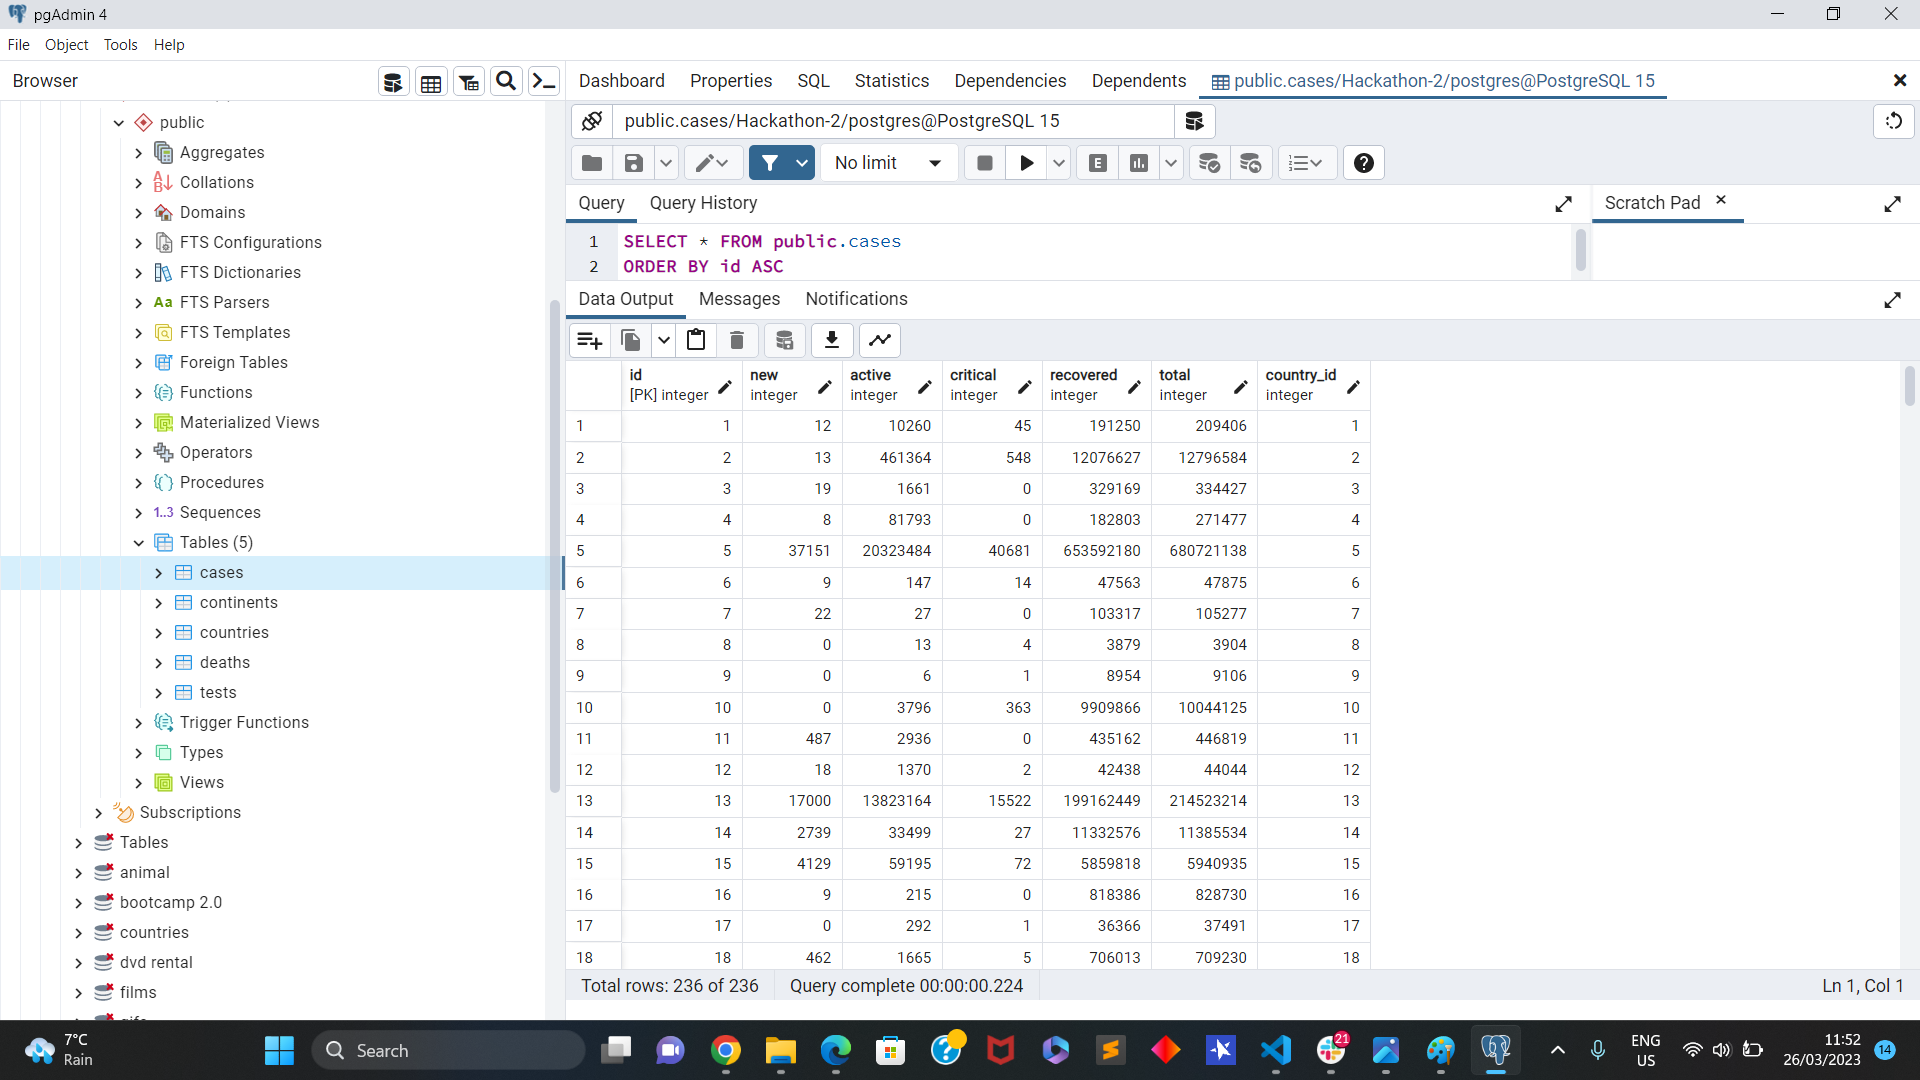 pgAdmin 4
File Object Tools Help
Browser
Dashboard Properties SQL Statistics Dependencies Dependents public.cases/Hackathon-2/postgres@PostgreSQL 15
public.cases/Hackathon-2/postgres@PostgreSQL 15
No limit
E
Query Query History
Scratch Pad
1 SELECT * FROM public.cases
2 ORDER BY id ASC
Data Output Messages Notifications
public
Aggregates
Collations
Domains
FTS Configurations
FTS Dictionaries
Aa FTS Parsers
FTS Templates
Foreign Tables
Functions
Materialized Views
Operators
Procedures
1..3 Sequences
Tables (5)
cases
continents
countries
deaths
tests
Trigger Functions
Types
Views
Subscriptions
Tables
animal
bootcamp 2.0
countries
dvd rental
films
id new active critical recovered total country_id
[PK] integer integer integer integer integer integer integer
1 1 12 10260 45 191250 209406 1
2 2 13 461364 548 12076627 12796584 2
3 3 19 1661 0 329169 334427 3
4 4 8 81793 0 182803 271477 4
5 5 37151 20323484 40681 653592180 680721138 5
6 6 9 147 14 47563 47875 6
7 7 22 27 0 103317 105277 7
8 8 0 13 4 3879 3904 8
9 9 0 6 1 8954 9106 9
10 10 0 3796 363 9909866 10044125 10
11 11 487 2936 0 435162 446819 11
12 12 18 1370 2 42438 44044 12
13 13 17000 13823164 15522 199162449 214523214 13
14 14 2739 33499 27 11332576 11385534 14
15 15 4129 59195 72 5859818 5940935 15
16 16 9 215 0 818386 828730 16
17 17 0 292 1 36366 37491 17
18 18 462 1665 5 706013 709230 18
Total rows: 236 of 236 Query complete 00:00:00.224 Ln 1, Col 1
7°C
Rain
Search
21
ENG
US
11:52
26/03/2023
14